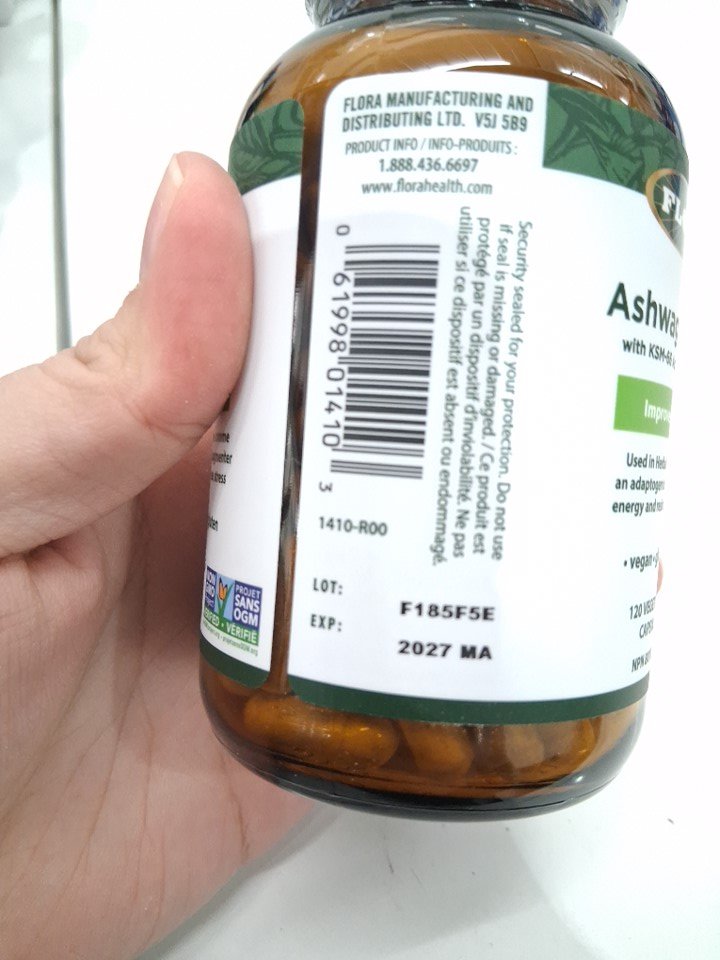 FLORA MANUFACTURING AND
DISTRIBUTING LTD. V5J 5B9
PRODUCT INFO / INFO-PRODUITS :
1.888.436.6697
www.florahealth.com
Security sealed for your protection. Do not use
if seal is missing or damaged. / Ce produit est
protégé par un dispositif d'inviolabilité. Ne pas
utiliser si ce dispositif est absent ou endommagé.
0 61998 01410 3
1410-R00
LOT: F185F5E
EXP: 2027 MA
with KSM-66
Used in
an
energy and
• vegan •
120
PROJET
SANS
OGM
VÉRIFIÉ
stress